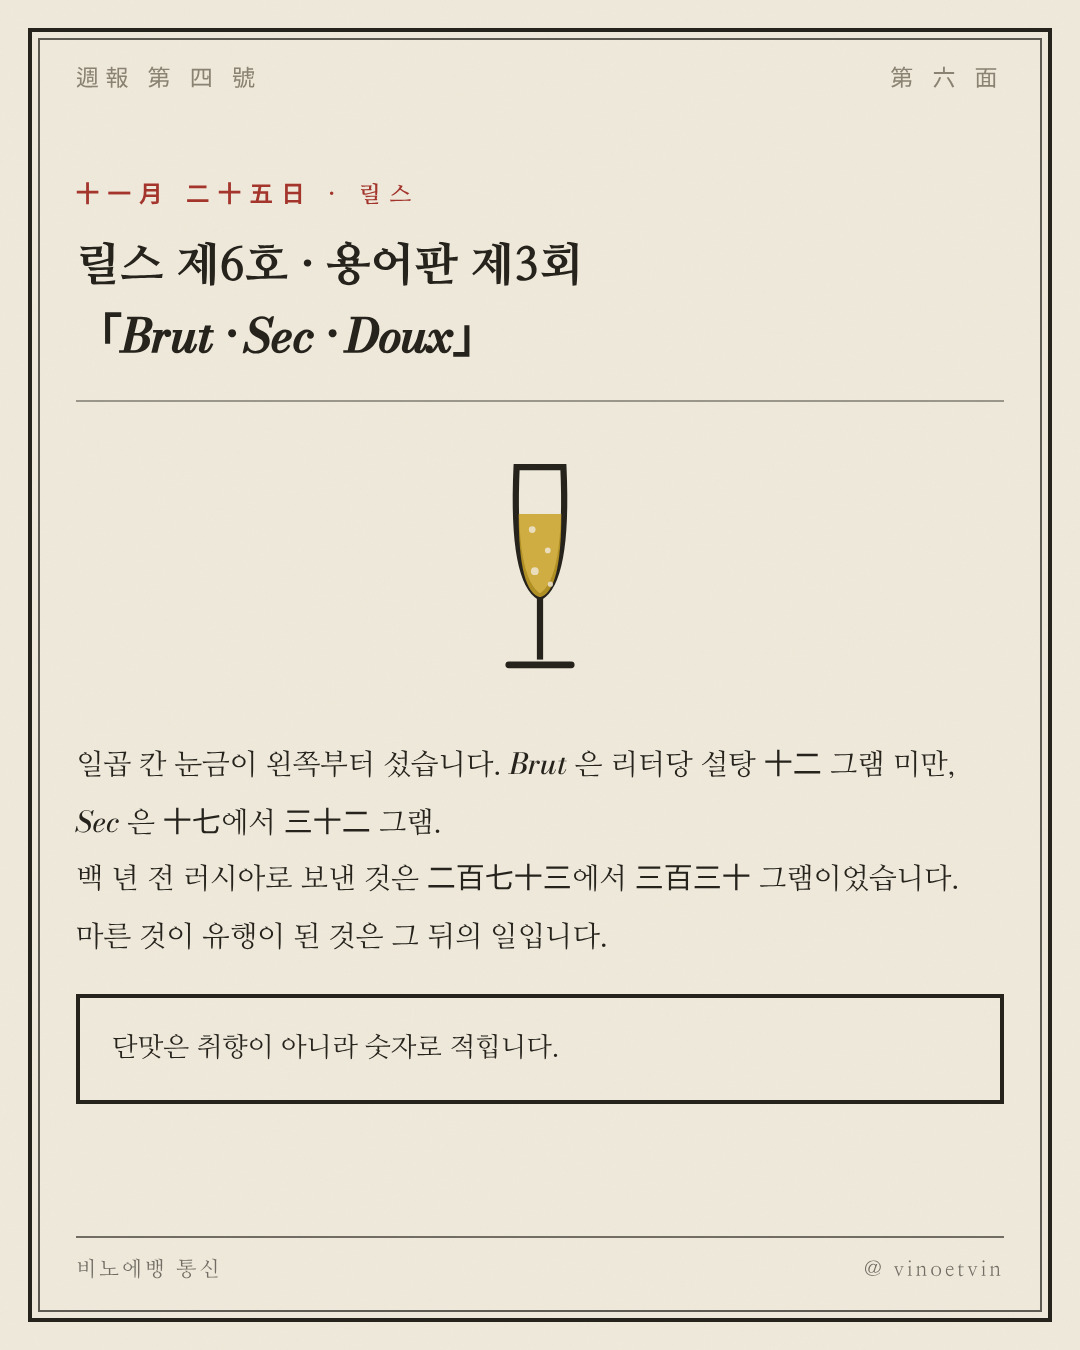 週報 第 四 號
第 六 面
十一月 二十五日 · 릴스
릴스 제6호 · 용어판 제3회
「Brut · Sec · Doux」
일곱 칸 눈금이 왼쪽부터 섰습니다. Brut 은 리터당 설탕 十二 그램 미만,
Sec 은 十七에서 三十二 그램.
백 년 전 러시아로 보낸 것은 二百七十三에서 三百三十 그램이었습니다.
마른 것이 유행이 된 것은 그 뒤의 일입니다.
단맛은 취향이 아니라 숫자로 적힙니다.
비노에뱅 통신
@ vinoetvin